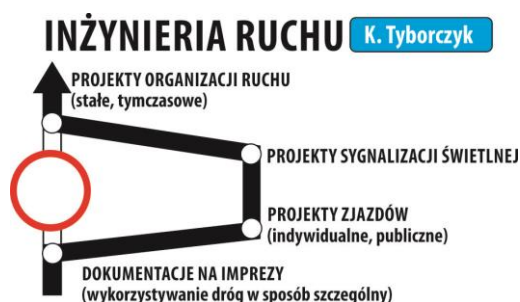 INŻYNIERIA RUCHU K. Tyborczyk
PROJEKTY ORGANIZACJI RUCHU
(stałe, tymczasowe)
PROJEKTY SYGNALIZACJI ŚWIETLNEJ
PROJEKTY ZJAZDÓW
(indywidualne, publiczne)
DOKUMENTACJE NA IMPREZY
(wykorzystywanie dróg w sposób szczególny)